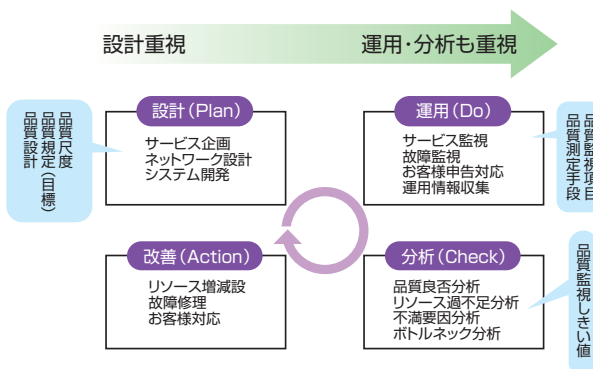 設計重視
運用・分析も重視
設計（Plan）
サービス企画
ネットワーク設計
システム開発
品質尺度
品質規定（目標）
品質設計
運用（Do）
サービス監視
故障監視
お客様申告対応
運用情報収集
品質監視項目
品質測定手段
改善（Action）
リソース増減設
故障修理
お客様対応
分析（Check）
品質良否分析
リソース過不足分析
不満要因分析
ボトルネック分析
品質監視しきい値